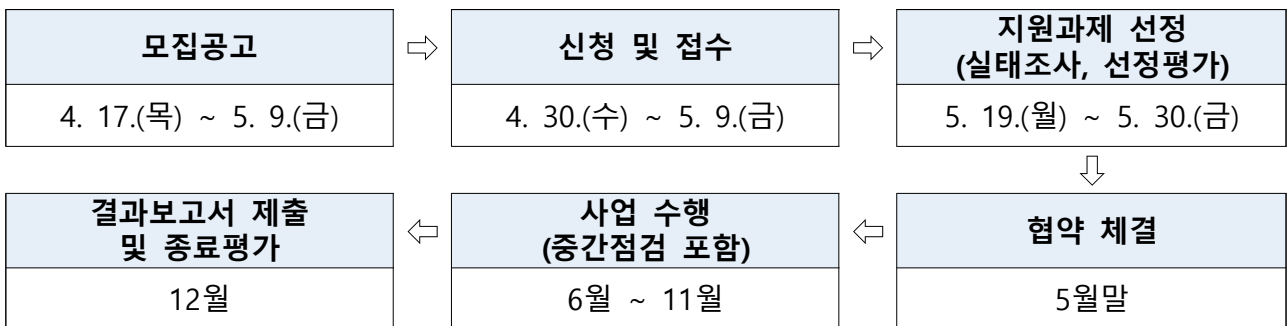 모집공고
⇨
신청 및 접수
⇨
지원과제 선정
(실태조사, 선정평가)
4. 17.(목) ~ 5. 9.(금)
4. 30.(수) ~ 5. 9.(금)
5. 19.(월) ~ 5. 30.(금)
⇩
협약 체결
5월말
⇦
사업 수행
(중간점검 포함)
6월 ~ 11월
⇦
결과보고서 제출
및 종료평가
12월